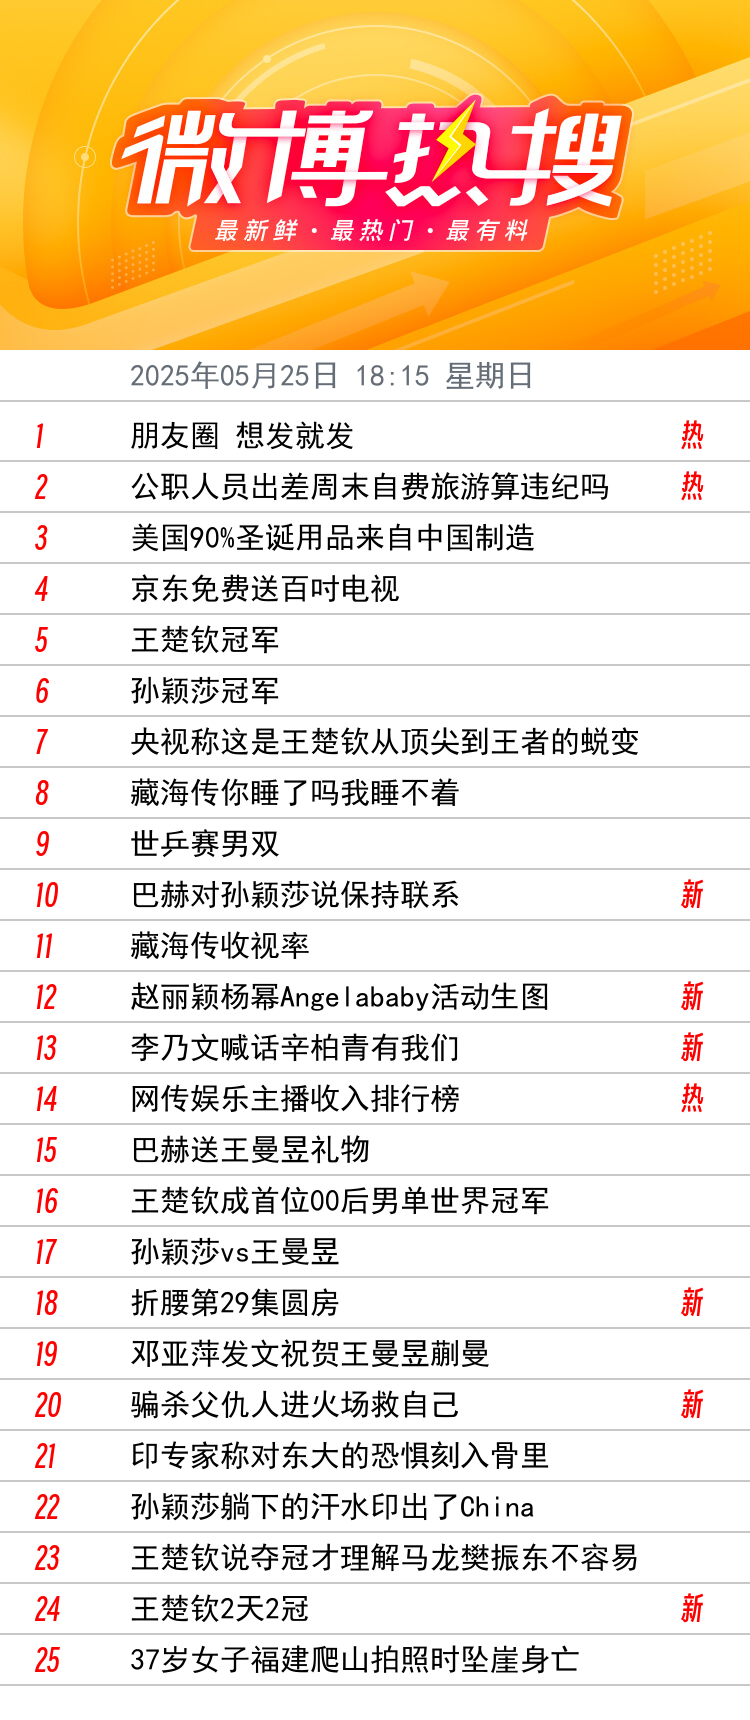 微博热搜
最新鲜·最热门·最有料
2025年05月25日 18:15 星期日
1 朋友圈 想发就发 热
2 公职人员出差周末自费旅游算违纪吗 热
3 美国90%圣诞用品来自中国制造
4 京东免费送百吋电视
5 王楚钦冠军
6 孙颖莎冠军
7 央视称这是王楚钦从顶尖到王者的蜕变
8 藏海传你睡了吗我睡不着
9 世乒赛男双
10 巴赫对孙颖莎说保持联系 新
11 藏海传收视率
12 赵丽颖杨幂Angelababy活动生图 新
13 李乃文喊话辛柏青有我们 新
14 网传娱乐主播收入排行榜 热
15 巴赫送王曼昱礼物
16 王楚钦成首位00后男单世界冠军
17 孙颖莎vs王曼昱
18 折腰第29集圆房 新
19 邓亚萍发文祝贺王曼昱蒯曼
20 骗杀父仇人进火场救自己 新
21 印专家称对东大的恐惧刻入骨里
22 孙颖莎躺下的汗水印出了China
23 王楚钦说夺冠才理解马龙樊振东不容易
24 王楚钦2天2冠 新
25 37岁女子福建爬山拍照时坠崖身亡